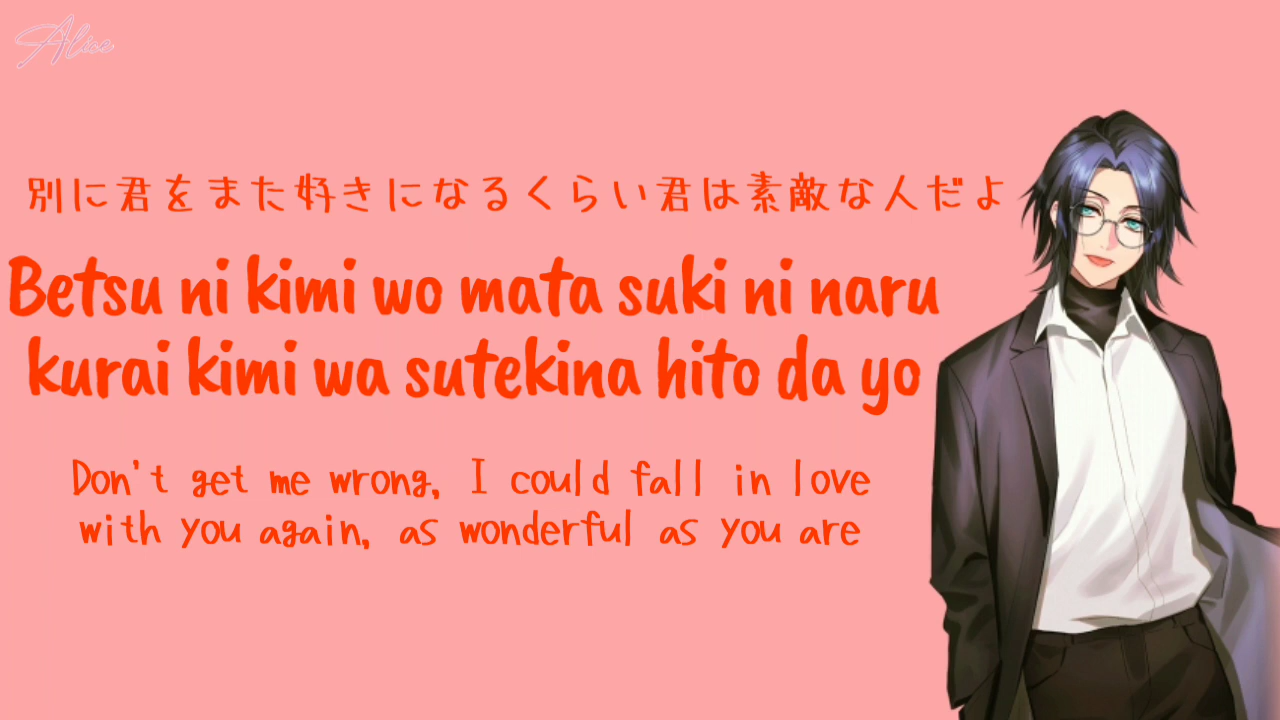 Alice
別に君をまた好きになるくらい君は素敵な人だよ
Betsu ni kimi wo mata suki ni naru
kurai kimi wa sutekina hito da yo
Don't get me wrong, I could fall in love
with you again, as wonderful as you are